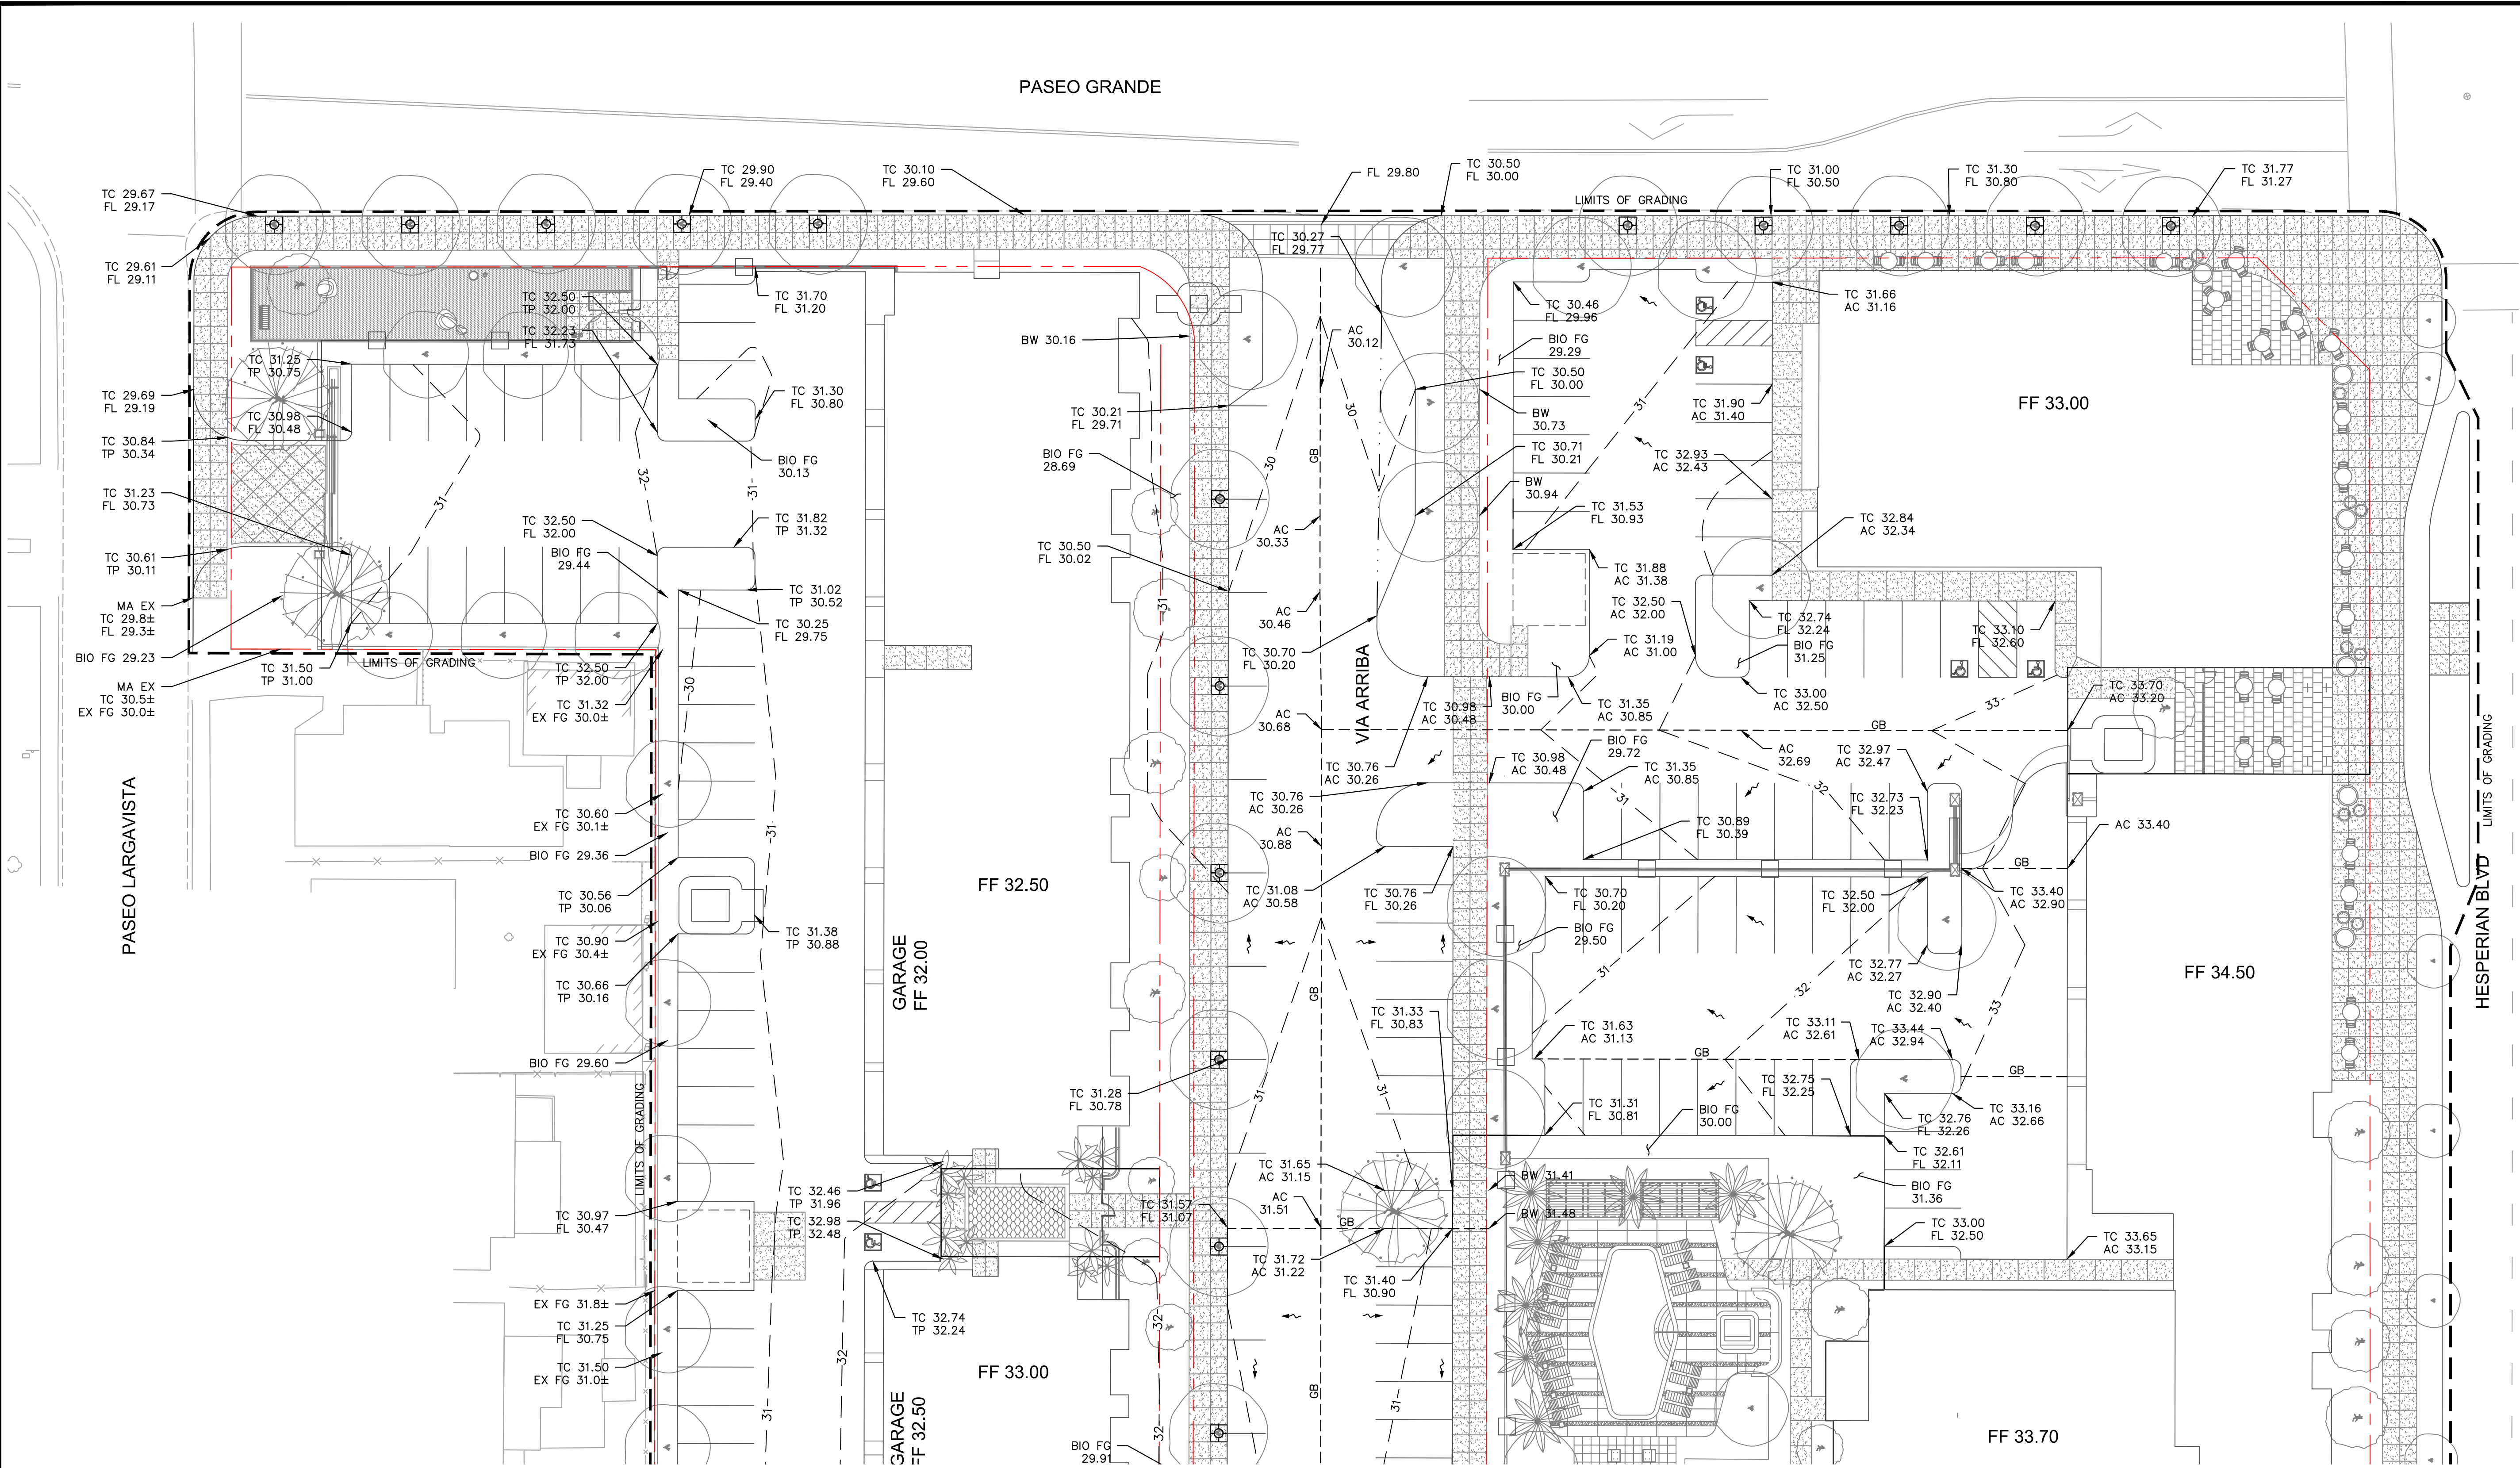 PASEO GRANDE
TC 29.67
FL 29.17
TC 29.90
FL 29.40
TC 30.10
FL 29.60
FL 29.80
TC 30.50
FL 30.00
LIMITS OF GRADING
TC 31.00
FL 30.50
TC 31.30
FL 30.80
TC 31.77
FL 31.27
TC 29.61
FL 29.11
TC 30.27
FL 29.77
TC 32.50
TP 32.00
TC 32.23
FL 31.73
TC 31.70
FL 31.20
BW 30.16
AC
30.12
TC 30.46
FL 29.96
TC 31.66
AC 31.16
BIO FG
29.29
TC 31.25
TP 30.75
TC 30.50
FL 30.00
TC 29.69
FL 29.19
TC 30.98
FL 30.48
TC 31.30
FL 30.80
TC 30.21
FL 29.71
30
31
BW
30.73
TC 31.90
AC 31.40
FF 33.00
TC 30.84
TP 30.34
BIO FG
30.13
BIO FG
28.69
GB
30
TC 30.71
FL 30.21
TC 32.93
AC 32.43
32
31
31
TC 31.23
FL 30.73
BW
30.94
TC 31.53
FL 30.93
TC 32.50
FL 32.00
TC 31.82
TP 31.32
AC
30.33
TC 32.84
AC 32.34
TC 30.61
TP 30.11
BIO FG
29.44
TC 30.50
FL 30.02
TC 31.88
AC 31.38
MA EX
TC 29.8±
FL 29.3±
TC 31.02
TP 30.52
31
AC
30.46
TC 32.50
AC 32.00
TC 32.74
FL 32.24
TC 30.25
FL 29.75
TC 33.10
FL 32.60
BIO FG
31.25
BIO FG 29.23
LIMITS OF GRADING
TC 31.50
TP 31.00
TC 32.50
TP 32.00
VIA ARRIBA
TC 30.70
FL 30.20
TC 31.19
AC 31.00
MA EX
TC 30.5±
EX FG 30.0±
30
TC 31.32
EX FG 30.0±
TC 30.98
AC 30.48
BIO FG
30.00
TC 31.35
AC 30.85
TC 33.00
AC 32.50
33
TC 33.70
AC 33.20
AC
30.68
GB
LIMITS OF GRADING
PASEO LARGAVISTA
TC 30.76
AC 30.26
TC 30.98
AC 30.48
BIO FG
29.72
AC
32.69
TC 32.97
AC 32.47
TC 31.35
AC 30.85
31
32
TC 30.60
EX FG 30.1±
31
TC 30.76
AC 30.26
TC 32.73
FL 32.23
AC
30.88
TC 30.89
FL 30.39
AC 33.40
BIO FG 29.36
GB
TC 30.56
TP 30.06
FF 32.50
TC 31.08
AC 30.58
TC 30.76
FL 30.26
TC 30.70
FL 30.20
TC 32.50
FL 32.00
TC 33.40
AC 32.90
HESPERIAN BLVD
TC 31.38
TP 30.88
TC 30.90
EX FG 30.4±
GARAGE
FF 32.00
BIO FG
29.50
TC 30.66
TP 30.16
GB
31
TC 32.77
AC 32.27
FF 34.50
32
TC 32.90
AC 32.40
33
TC 31.33
FL 30.83
TC 31.63
AC 31.13
TC 33.11
AC 32.61
TC 33.44
AC 32.94
BIO FG 29.60
GB
GB
LIMITS OF GRADING
TC 31.28
FL 30.78
31
31
TC 31.31
FL 30.81
TC 32.75
FL 32.25
BIO FG
30.00
TC 32.76
FL 32.26
TC 33.16
AC 32.66
TC 32.61
FL 32.11
TC 31.65
AC 31.15
BW 31.41
TC 32.46
TP 31.96
TC 31.57
FL 31.07
AC
31.51
BIO FG
31.36
TC 30.97
FL 30.47
TC 32.98
TP 32.48
GB
BW 31.48
TC 33.00
FL 32.50
TC 33.65
AC 33.15
TC 31.72
AC 31.22
TC 31.40
FL 30.90
EX FG 31.8±
TC 31.25
FL 30.75
TC 32.74
TP 32.24
32
32
TC 31.50
EX FG 31.0±
FF 33.00
GB
31
31
GARAGE
FF 32.50
FF 33.70
BIO FG
29.91